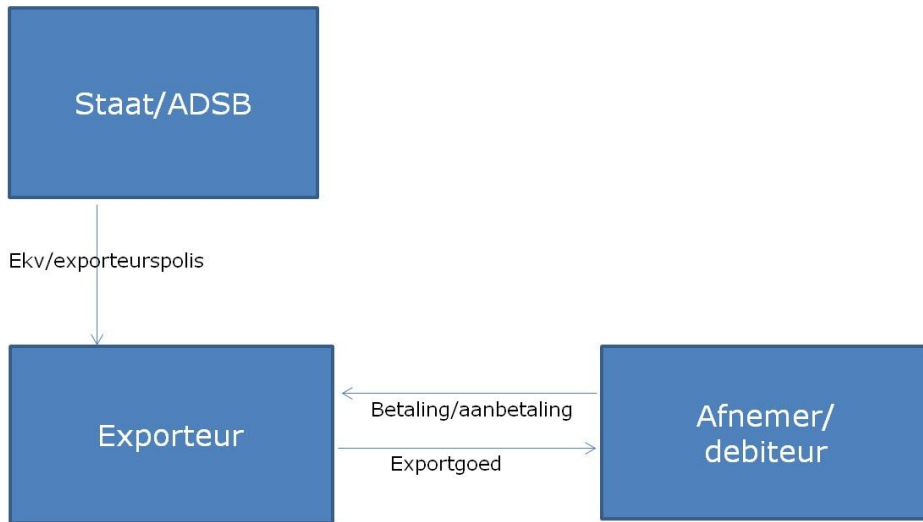 Staat/ADSB
Ekv/exporteurspolis
Betaling/aanbetaling
Exporteur
Exportgoed
Afnemer/
debiteur